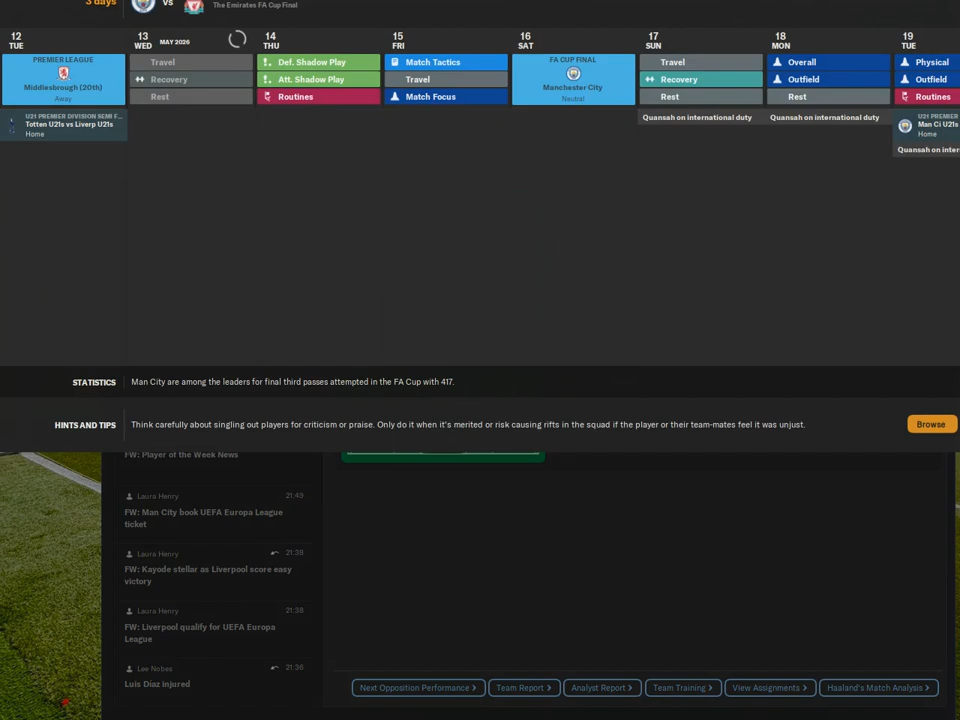 3 days
vs
The Emirates FA Cup Final
12
TUE
13
WED
MAY 2026
14
THU
15
FRI
16
SAT
17
SUN
18
MON
19
TUE
PREMIER LEAGUE
Middlesbrough (20th)
Away
Travel
Recovery
Rest
Def. Shadow Play
Att. Shadow Play
Routines
Match Tactics
Travel
Match Focus
FA CUP FINAL
Manchester City
Neutral
Travel
Recovery
Rest
Overall
Outfield
Rest
Physical
Outfield
Routines
U21 PREMIER DIVISION SEMI F...
Totten U21s vs Liverp U21s
Home
Quansah on international duty
Quansah on international duty
U21 PREMIER
Man Ci U21s
Home
Quansah on inter
STATISTICS
Man City are among the leaders for final third passes attempted in the FA Cup with 417.
HINTS AND TIPS
Think carefully about singling out players for criticism or praise. Only do it when it's merited or risk causing rifts in the squad if the player or their team-mates feel it was unjust.
Browse
FW: Player of the Week News
Laura Henry
21:49
FW: Man City book UEFA Europa League
ticket
Laura Henry
21:38
FW: Kayode stellar as Liverpool score easy
victory
Laura Henry
21:38
FW: Liverpool qualify for UEFA Europa
League
Lee Nobes
21:36
Luis Díaz injured
Next Opposition Performance >
Team Report >
Analyst Report >
Team Training >
View Assignments >
Haaland's Match Analysis >